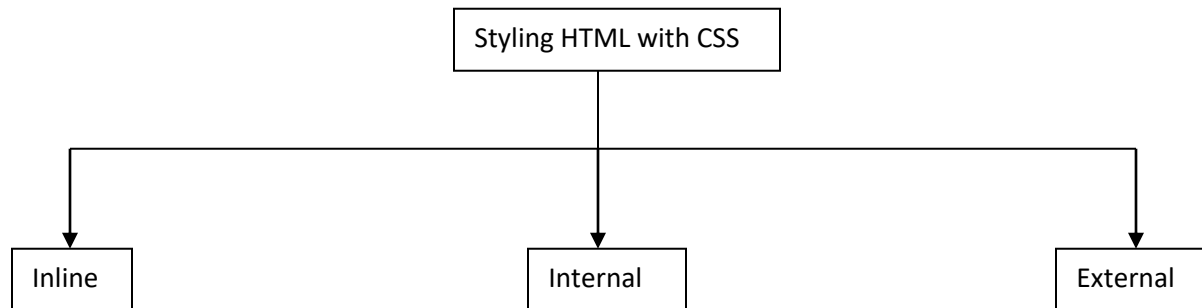 Styling HTML with CSS
Inline
Internal
External